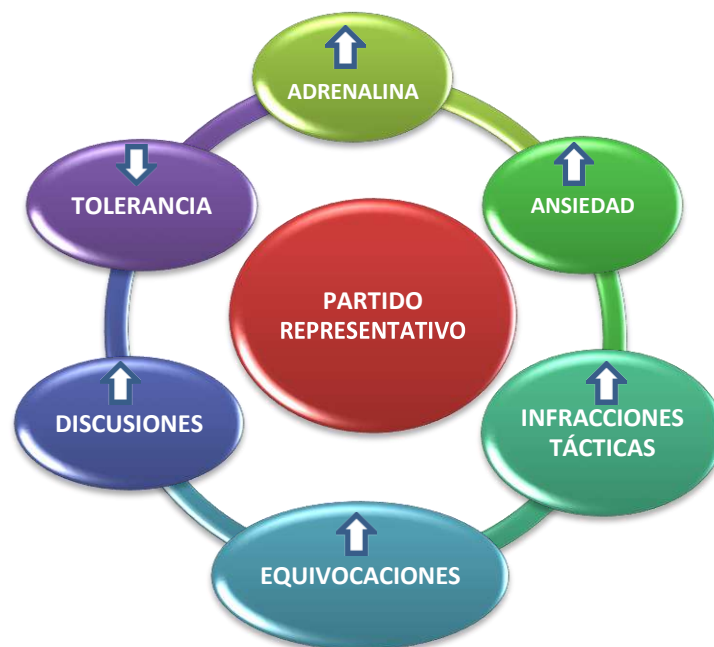 ADRENALINA
ANSIEDAD
INFRACCIONES
TÁCTICAS
EQUIVOCACIONES
DISCUSIONES
TOLERANCIA
PARTIDO
REPRESENTATIVO